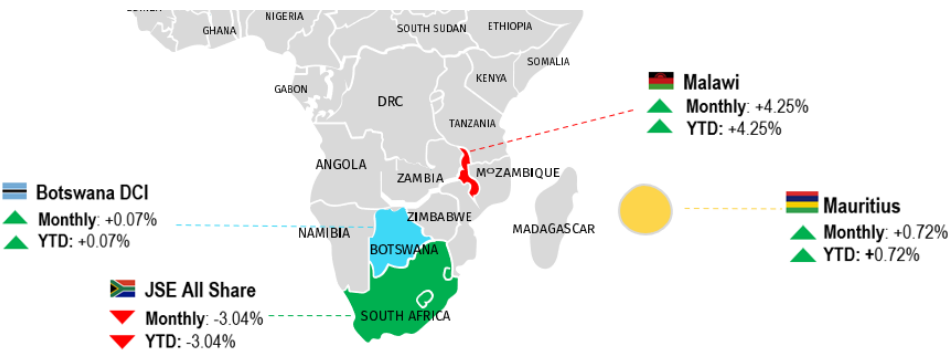 NIGERIA
GHANA
SOUTH SUDAN
ETHIOPIA
SOMALIA
GABON
KENYA
DRC
TANZANIA
Malawi
Monthly: +4.25%
YTD: +4.25%
ANGOLA
ZAMBIA
MOZAMBIQUE
Botswana DCI
Monthly: +0.07%
YTD: +0.07%
NAMIBIA
ZIMBABWE
MADAGASCAR
BOTSWANA
Mauritius
Monthly: +0.72%
YTD: +0.72%
JSE All Share
Monthly: -3.04%
YTD: -3.04%
SOUTH AFRICA